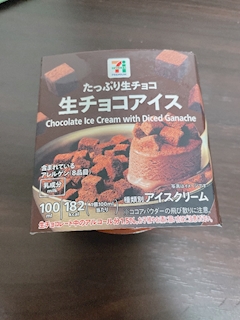 たっぷり生チョコ
生チョコアイス
Chocolate Ice Cream with Diced Ganache
含まれている
アレルゲン 8品目
乳成分
100
ml
182
kcal
種類別 アイスクリーム
ココアパウダーの飛び散りに注意。